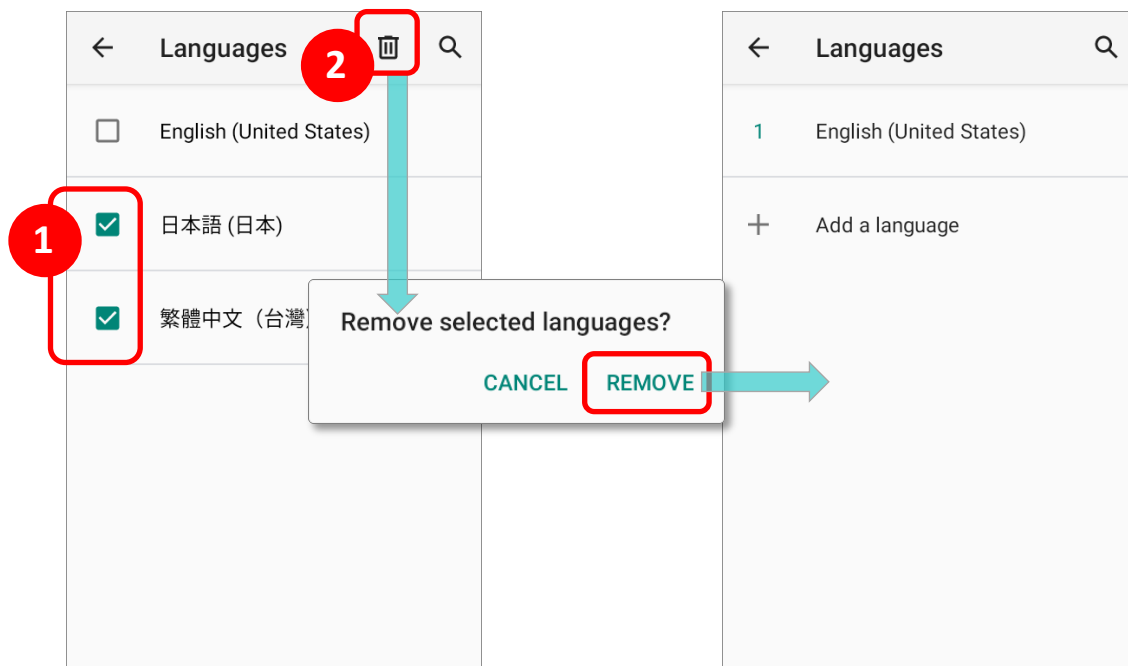 Languages
2
English (United States)
1
日本語 (日本)
繁體中文（台灣）
Remove selected languages?
CANCEL REMOVE
Languages
1 English (United States)
Add a language